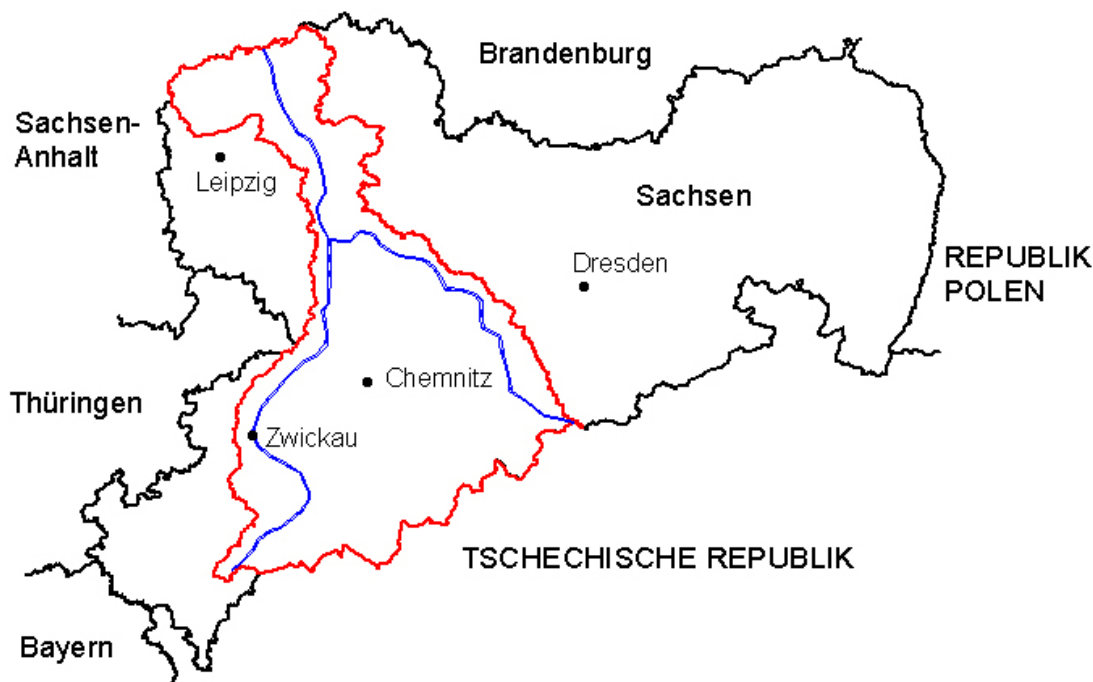 Brandenburg
Sachsen-
Anhalt
Leipzig
Sachsen
Dresden
REPUBLIK
POLEN
Chemnitz
Thüringen
Zwickau
TSCHECHISCHE REPUBLIK
Bayern